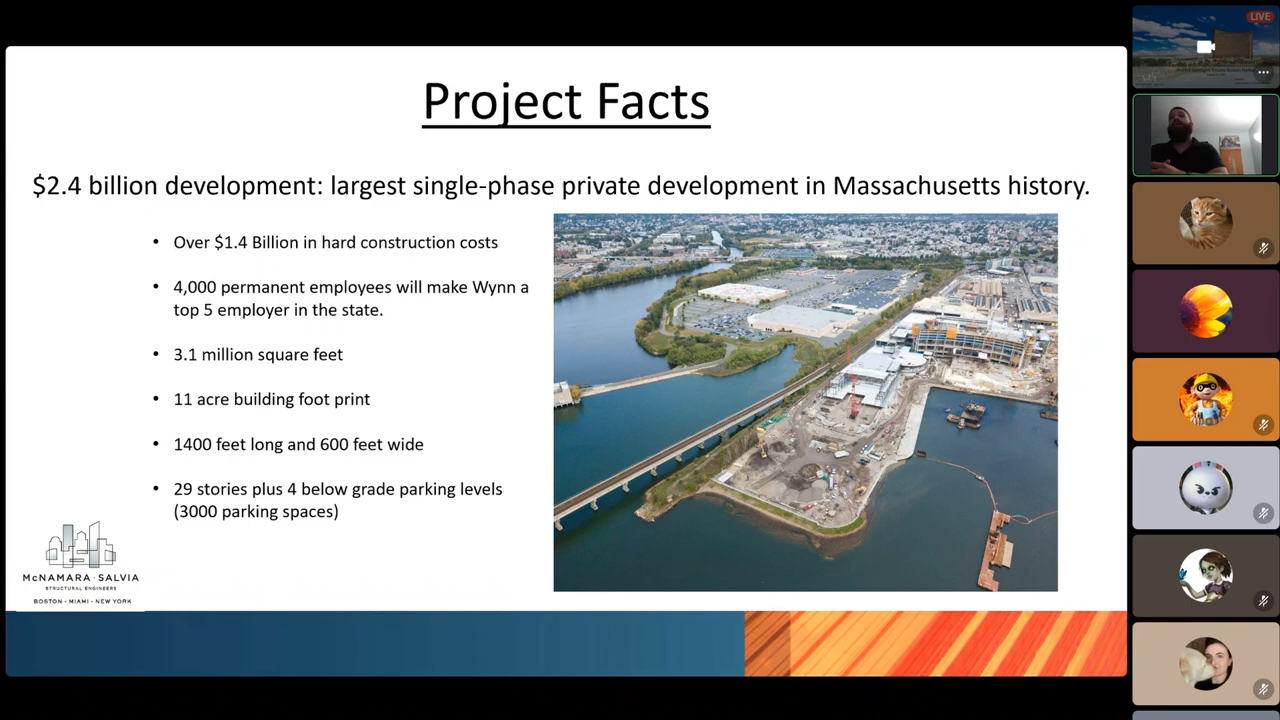 Project Facts
$2.4 billion development: largest single-phase private development in Massachusetts history.
• Over $1.4 Billion in hard construction costs
• 4,000 permanent employees will make Wynn a
top 5 employer in the state.
• 3.1 million square feet
• 11 acre building foot print
• 1400 feet long and 600 feet wide
• 29 stories plus 4 below grade parking levels
(3000 parking spaces)
McNAMARA · SALVIA
STRUCTURAL ENGINEERS
BOSTON • MIAMI • NEW YORK
LIVE